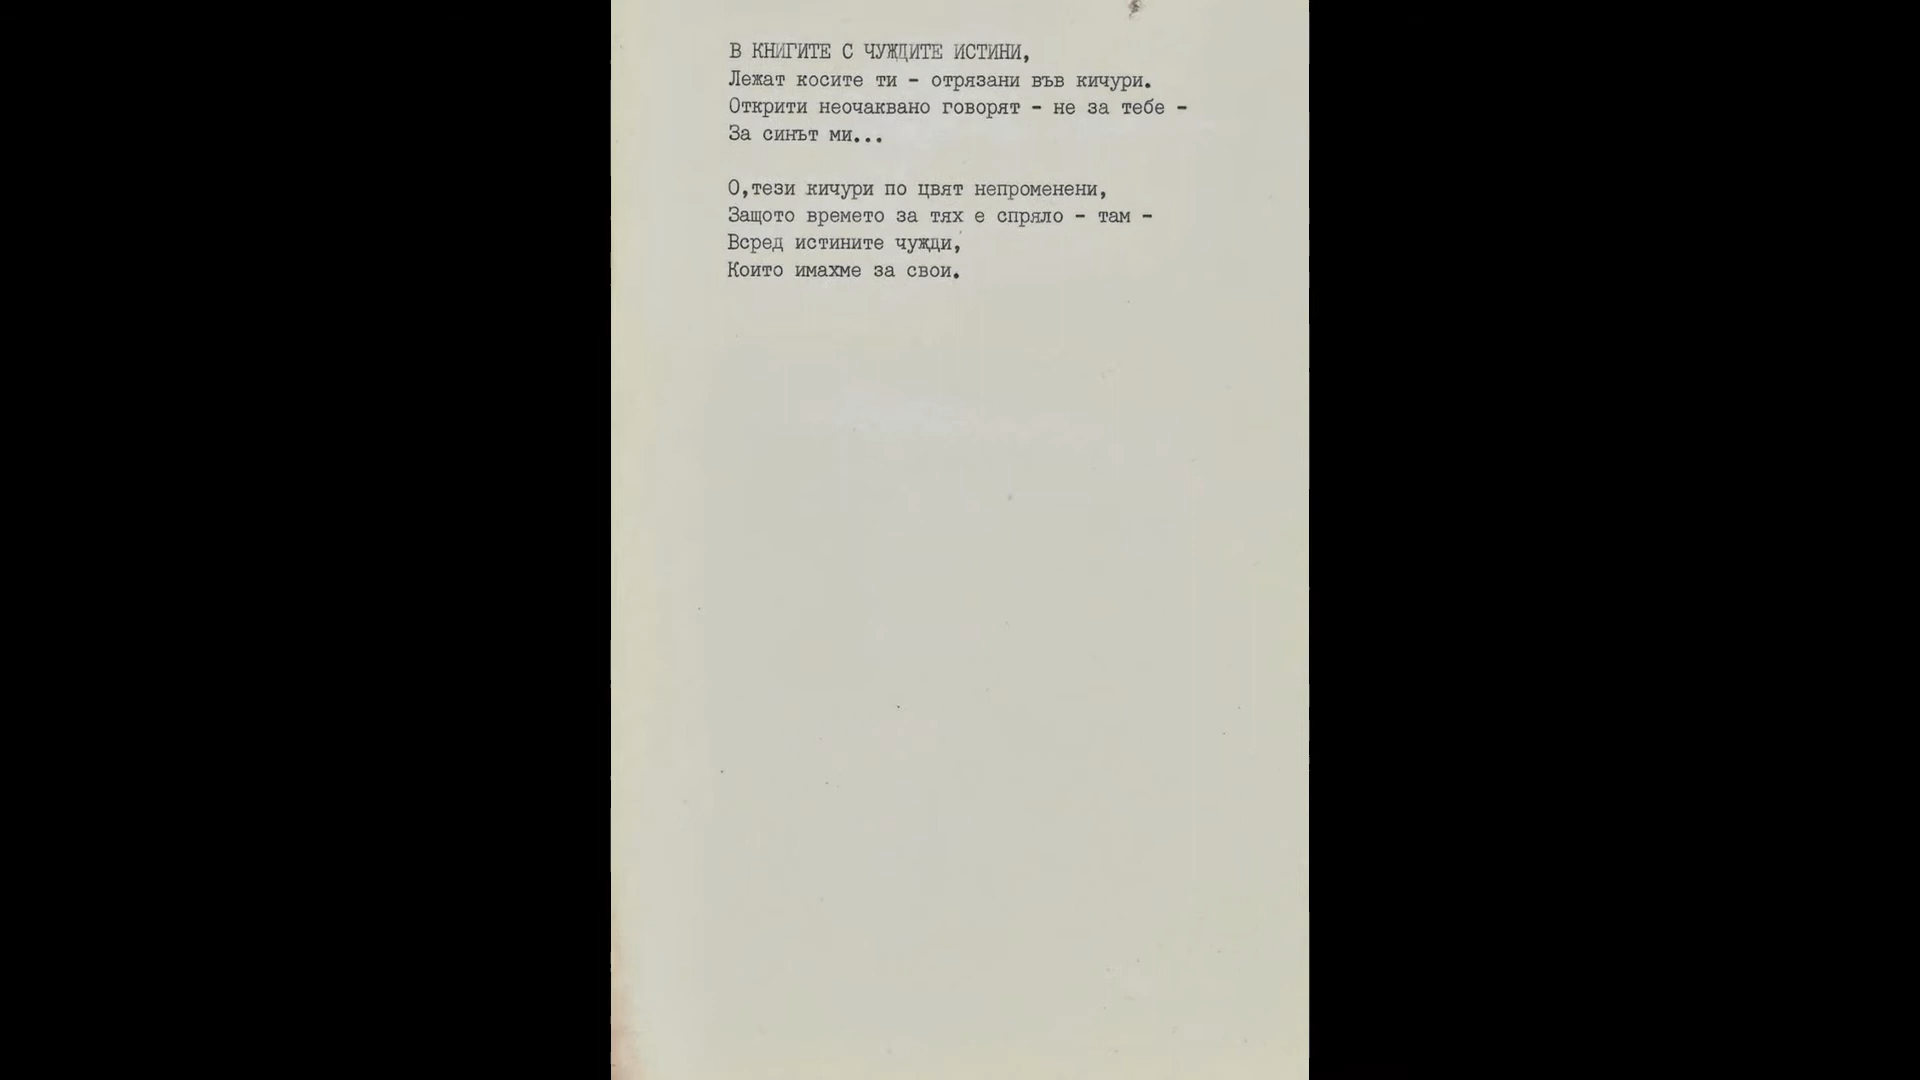 В КНИГИТЕ С ЧУЖДИТЕ ИСТИНИ,
Лежат косите ти - отрязани във кичури.
Открити неочаквано говорят - не за тебе -
За синът ми...
О,тези кичури по цвят непроменени,
Защото времето за тях е спряло - там -
Всред истините чужди,
Които имахме за свои.